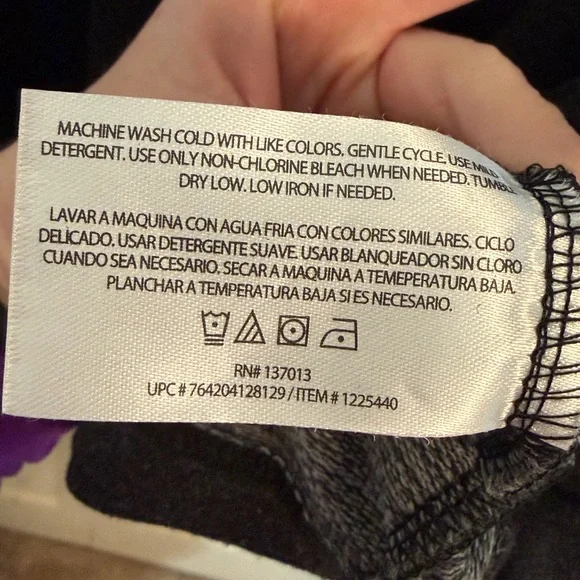 MACHINE WASH COLD WITH LIKE COLORS. GENTLE CYCLE. USE MILD
DETERGENT. USE ONLY NON-CHLORINE BLEACH WHEN NEEDED. TUMBLE
DRY LOW. LOW IRON IF NEEDED.
LAVAR A MAQUINA CON AGUA FRIA CON COLORES SIMILARES. CICLO
DELICADO. USAR DETERGENTE SUAVE. USAR BLANQUEADOR SIN CLORO
CUANDO SEA NECESARIO. SECAR A MAQUINA A TEMEPERATURA BAJA.
PLANCHAR A TEMPERATURA BAJA SI ES NECESARIO.
RN# 137013
UPC # 764204128129 / ITEM # 1225440